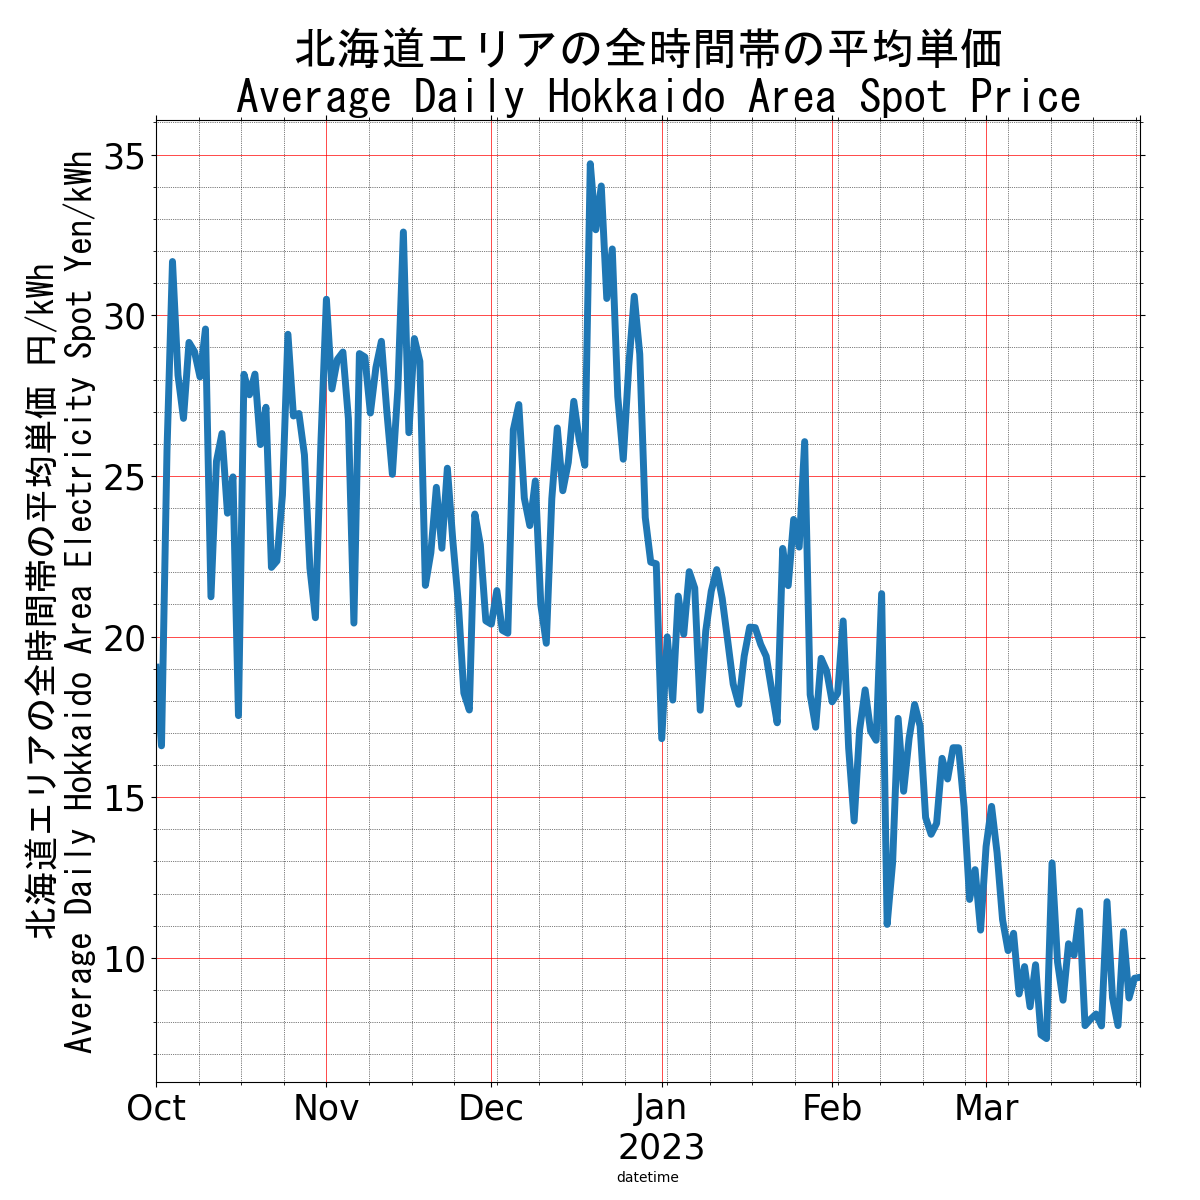 北海道エリアの全時間帯の平均単価
Average Daily Hokkaido Area Spot Price
北海道エリアの全時間帯の平均単価 円/kWh
Average Daily Hokkaido Area Electricity Spot Yen/kWh
35
30
25
20
15
10
Oct Nov Dec Jan Feb Mar
2023
datetime